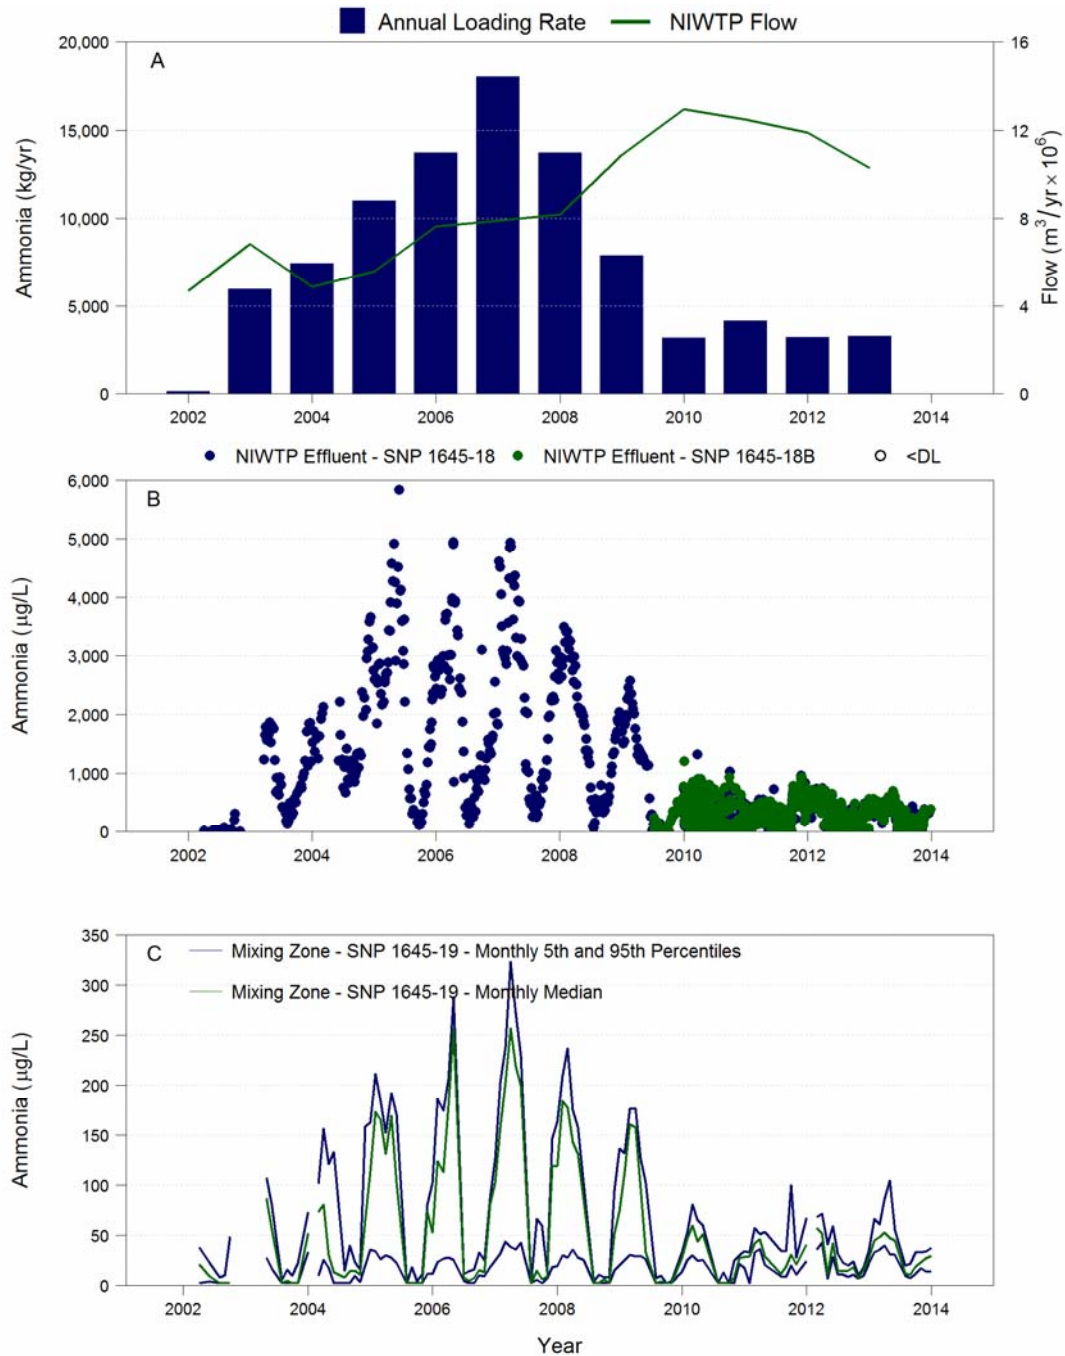 Annual Loading Rate NIWTP Flow
A
Ammonia (kg/yr)
20,000
15,000
10,000
5,000
0
Flow (m³/yr × 10⁶)
16
12
8
4
0
2002 2004 2006 2008 2010 2012 2014
NIWTP Effluent - SNP 1645-18 NIWTP Effluent - SNP 1645-18B <DL
B
Ammonia (µg/L)
6,000
5,000
4,000
3,000
2,000
1,000
0
2002 2004 2006 2008 2010 2012 2014
C
Mixing Zone - SNP 1645-19 - Monthly 5th and 95th Percentiles
Mixing Zone - SNP 1645-19 - Monthly Median
Ammonia (µg/L)
350
300
250
200
150
100
50
0
2002 2004 2006 2008 2010 2012 2014
Year